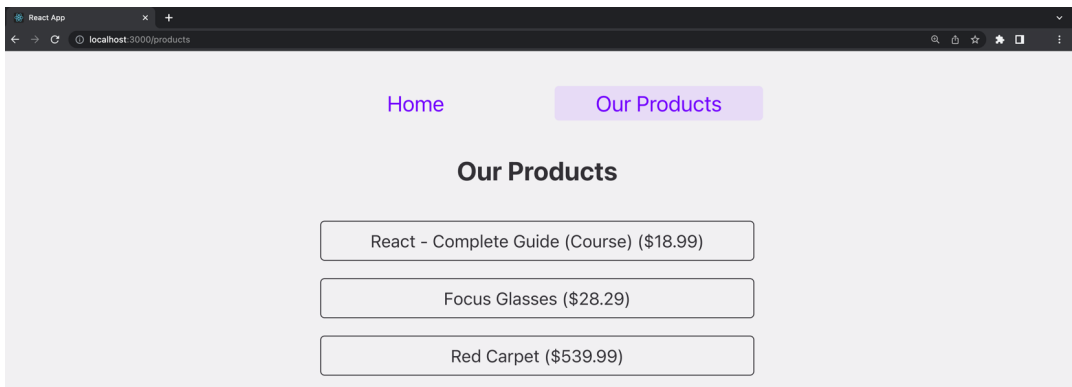 React App
localhost:3000/products
Home
Our Products
Our Products
React - Complete Guide (Course) ($18.99)
Focus Glasses ($28.29)
Red Carpet ($539.99)